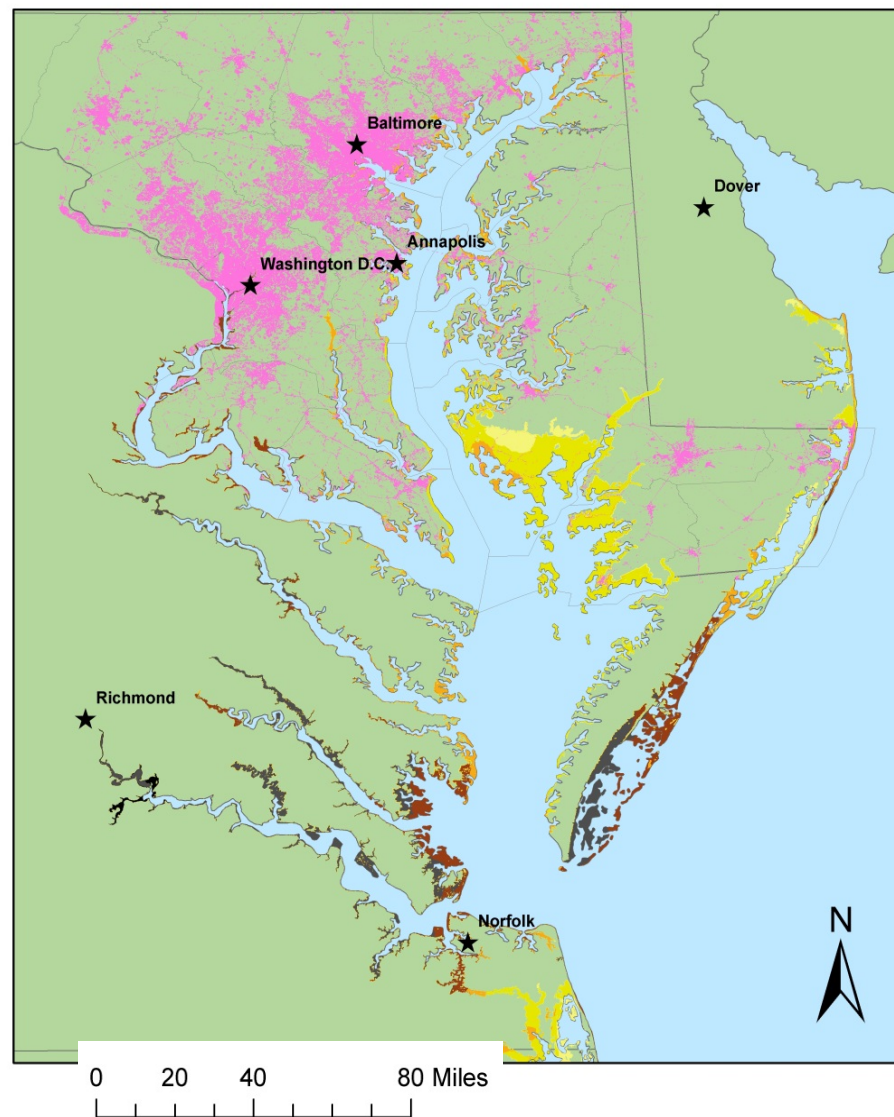 Baltimore
Dover
Annapolis
Washington D.C.
Richmond
Norfolk
N
0 20 40 80 Miles